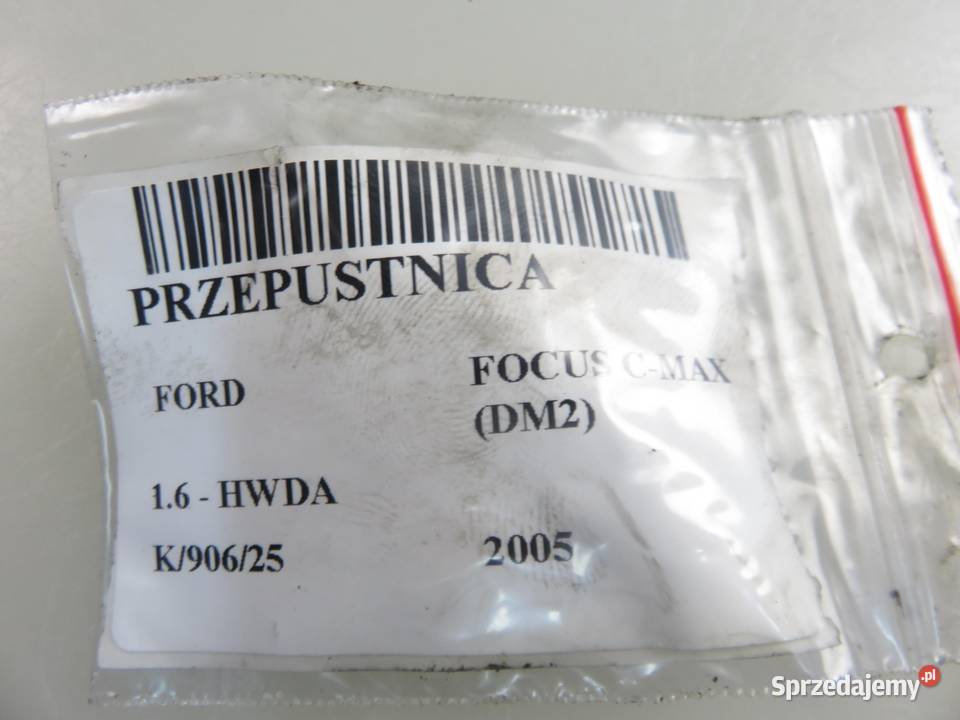 PRZEPUSTNICA
FORD
FOCUS C-MAX
(DM2)
1.6 - HWDA
K/906/25
2005
Sprzedajemy.pl